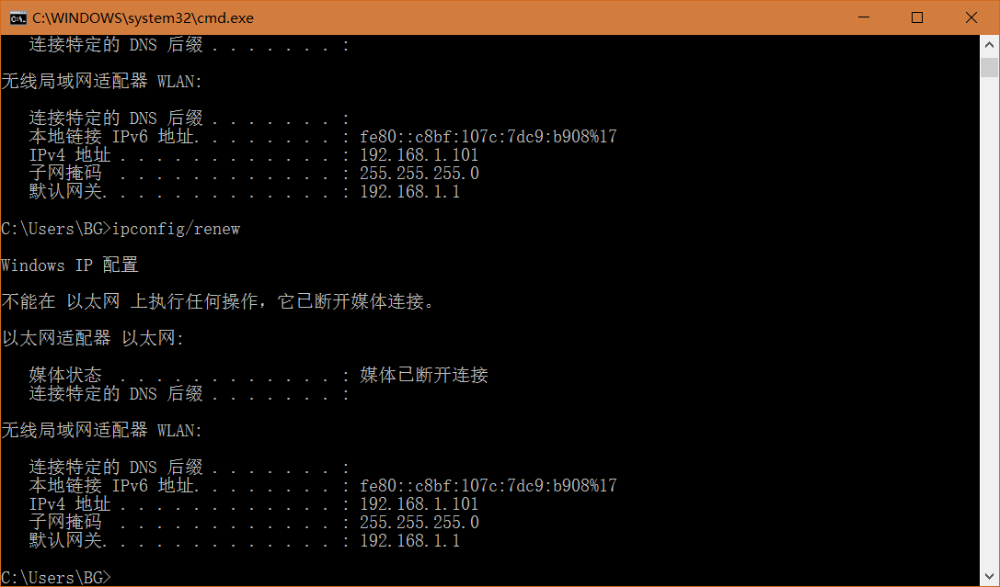 C:\WINDOWS\system32\cmd.exe
连接特定的 DNS 后缀 . . . . . . . :
无线局域网适配器 WLAN:
连接特定的 DNS 后缀 . . . . . . . :
本地链接 IPv6 地址. . . . . . . . : fe80::c8bf:107c:7dc9:b908%17
IPv4 地址 . . . . . . . . . . . . : 192.168.1.101
子网掩码  . . . . . . . . . . . . : 255.255.255.0
默认网关. . . . . . . . . . . . . : 192.168.1.1
C:\Users\BG>ipconfig/renew
Windows IP 配置
不能在 以太网 上执行任何操作，它已断开媒体连接。
以太网适配器 以太网:
媒体状态  . . . . . . . . . . . . : 媒体已断开连接
连接特定的 DNS 后缀 . . . . . . . :
无线局域网适配器 WLAN:
连接特定的 DNS 后缀 . . . . . . . :
本地链接 IPv6 地址. . . . . . . . : fe80::c8bf:107c:7dc9:b908%17
IPv4 地址 . . . . . . . . . . . . : 192.168.1.101
子网掩码  . . . . . . . . . . . . : 255.255.255.0
默认网关. . . . . . . . . . . . . : 192.168.1.1
C:\Users\BG>